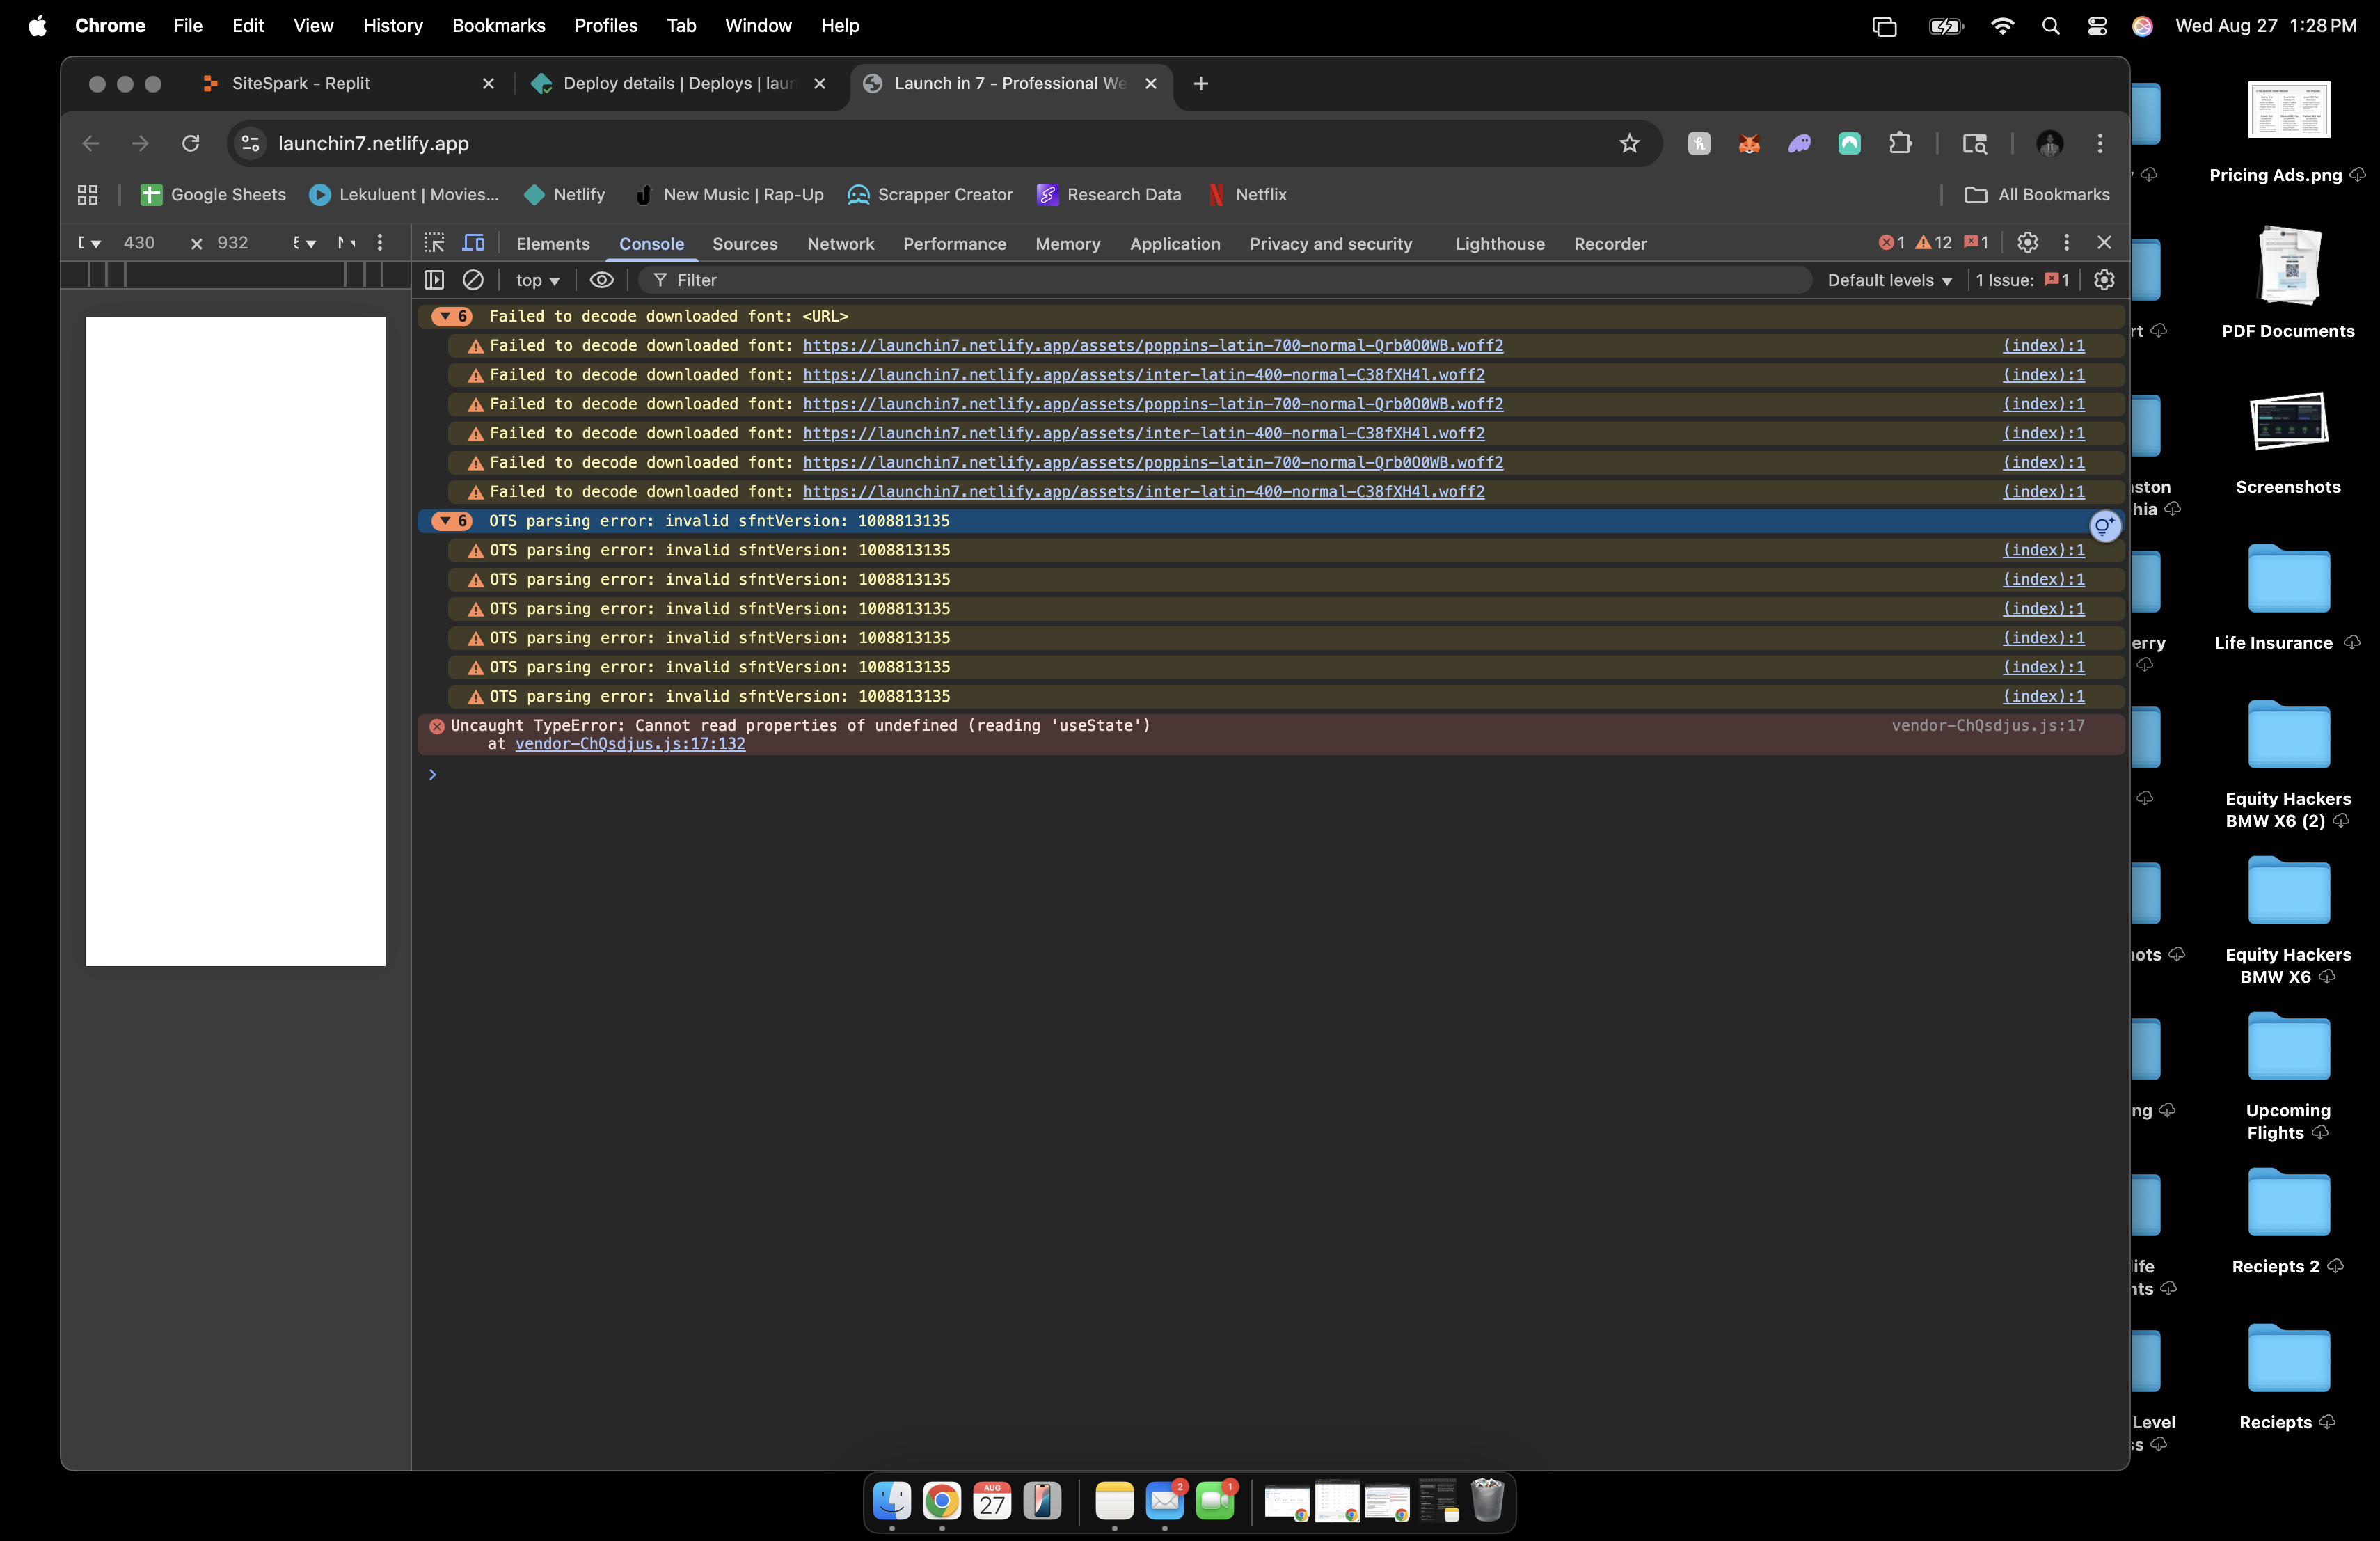 Chrome File Edit View History Bookmarks Profiles Tab Window Help
Wed Aug 27 1:28 PM
SiteSpark - Replit
Deploy details | Deploys | laun
Launch in 7 - Professional We
launchin7.netlify.app
Google Sheets
Lekuluent | Movies...
Netlify
New Music | Rap-Up
Scrapper Creator
Research Data
Netflix
All Bookmarks
430 × 932
Elements Console Sources Network Performance Memory Application Privacy and security Lighthouse Recorder
1 12 1
top
Filter
Default levels
1 Issue: 1
6 Failed to decode downloaded font: <URL>
Failed to decode downloaded font: https://launchin7.netlify.app/assets/poppins-latin-700-normal-Qrb0O0WB.woff2 (index):1
Failed to decode downloaded font: https://launchin7.netlify.app/assets/inter-latin-400-normal-C38fXH4l.woff2 (index):1
Failed to decode downloaded font: https://launchin7.netlify.app/assets/poppins-latin-700-normal-Qrb0O0WB.woff2 (index):1
Failed to decode downloaded font: https://launchin7.netlify.app/assets/inter-latin-400-normal-C38fXH4l.woff2 (index):1
Failed to decode downloaded font: https://launchin7.netlify.app/assets/poppins-latin-700-normal-Qrb0O0WB.woff2 (index):1
Failed to decode downloaded font: https://launchin7.netlify.app/assets/inter-latin-400-normal-C38fXH4l.woff2 (index):1
6 OTS parsing error: invalid sfntVersion: 1008813135
OTS parsing error: invalid sfntVersion: 1008813135 (index):1
OTS parsing error: invalid sfntVersion: 1008813135 (index):1
OTS parsing error: invalid sfntVersion: 1008813135 (index):1
OTS parsing error: invalid sfntVersion: 1008813135 (index):1
OTS parsing error: invalid sfntVersion: 1008813135 (index):1
OTS parsing error: invalid sfntVersion: 1008813135 (index):1
Uncaught TypeError: Cannot read properties of undefined (reading 'useState') vendor-ChQsdjus.js:17
at vendor-ChQsdjus.js:17:132
Pricing Ads.png
rt
PDF Documents
ston
hia
Screenshots
Life Insurance
erry
Equity Hackers
BMW X6 (2)
nots
Equity Hackers
BMW X6
ng
Upcoming
Flights
life
nts
Reciepts 2
Level
ss
Reciepts
AUG
27
2
1